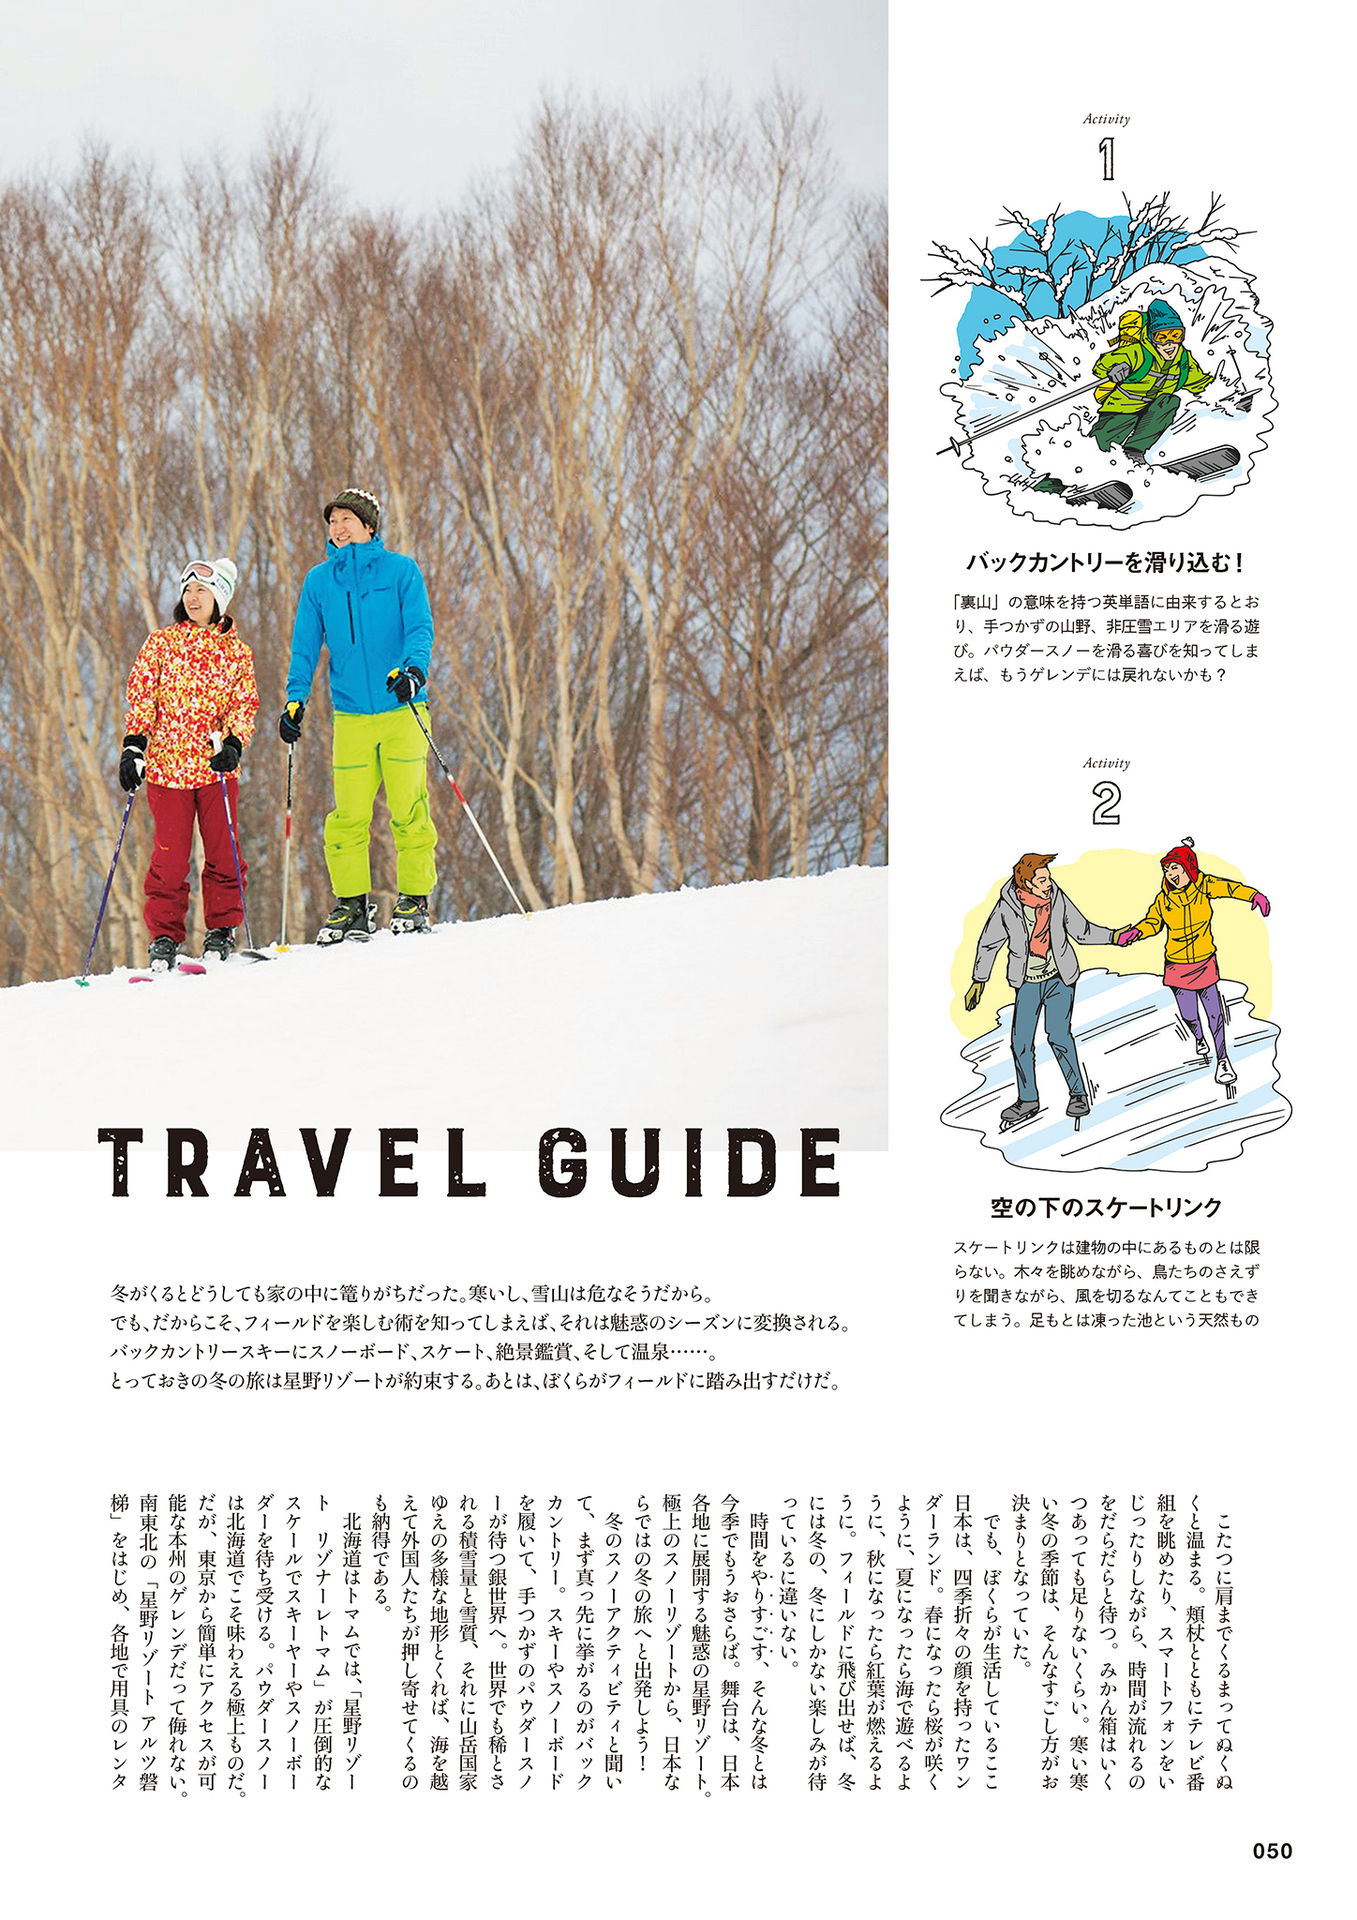 TRAVEL GUIDE
冬がくるとどうしても家の中に篭りがちだった。寒いし、雪山は危なそうだから。
でも、だからこそ、フィールドを楽しむ術を知ってしまえば、それは魅惑のシーズンに変換される。
バックカントリースキーにスノーボード、スケート、絶景鑑賞、そして温泉……。
とっておきの冬の旅は星野リゾートが約束する。あとは、ぼくらがフィールドに踏み出すだけだ。
こたつに肩までくるまってぬくぬ
くと温まる。頬杖とともにテレビ番
組を眺めたり、スマートフォンをい
じったりしながら、時間が流れるの
をだらだらと待つ。みかん箱はいく
つあっても足りないくらい。寒い寒
い冬の季節は、そんなすごし方がお
決まりとなっていた。
でも、ぼくらが生活しているここ
日本は、四季折々の顔を持ったワン
ダーランド。春になったら桜が咲く
ように、夏になったら海で遊べるよ
うに、秋になったら紅葉が燃えるよ
うに。フィールドに飛び出せば、冬
には冬の、冬にしかない楽しみが待
っているに違いない。
時間をやりすごす、そんな冬とは
今季でもうおさらば。舞台は、日本
各地に展開する魅惑の星野リゾート。
極上のスノーリゾートから、日本な
らではの冬の旅へと出発しよう！
冬のスノーアクティビティと聞い
て、まず真っ先に挙がるのがバック
カントリー。スキーやスノーボード
を履いて、手つかずのパウダースノ
ーが待つ銀世界へ。世界でも稀とさ
れる積雪量と雪質、それに山岳国家
ゆえの多様な地形とくれば、海を越
えて外国人たちが押し寄せてくるの
も納得である。
北海道はトマムでは、「星野リゾー
ト　リゾナーレトマム」が圧倒的な
スケールでスキーヤーやスノーボー
ダーを待ち受ける。パウダースノー
は北海道でこそ味わえる極上ものだ。
だが、東京から簡単にアクセスが可
能な本州のゲレンデだって侮れない。
南東北の「星野リゾート アルツ磐
梯」をはじめ、各地で用具のレンタ
Activity
1
バックカントリーを滑り込む！
「裏山」の意味を持つ英単語に由来するとお
り、手つかずの山野、非圧雪エリアを滑る遊
び。パウダースノーを滑る喜びを知ってしま
えば、もうゲレンデには戻れないかも？
Activity
2
空の下のスケートリンク
スケートリンクは建物の中にあるものとは限
らない。木々を眺めながら、鳥たちのさえず
りを聞きながら、風を切るなんてこともでき
てしまう。足もとは凍った池という天然もの
050